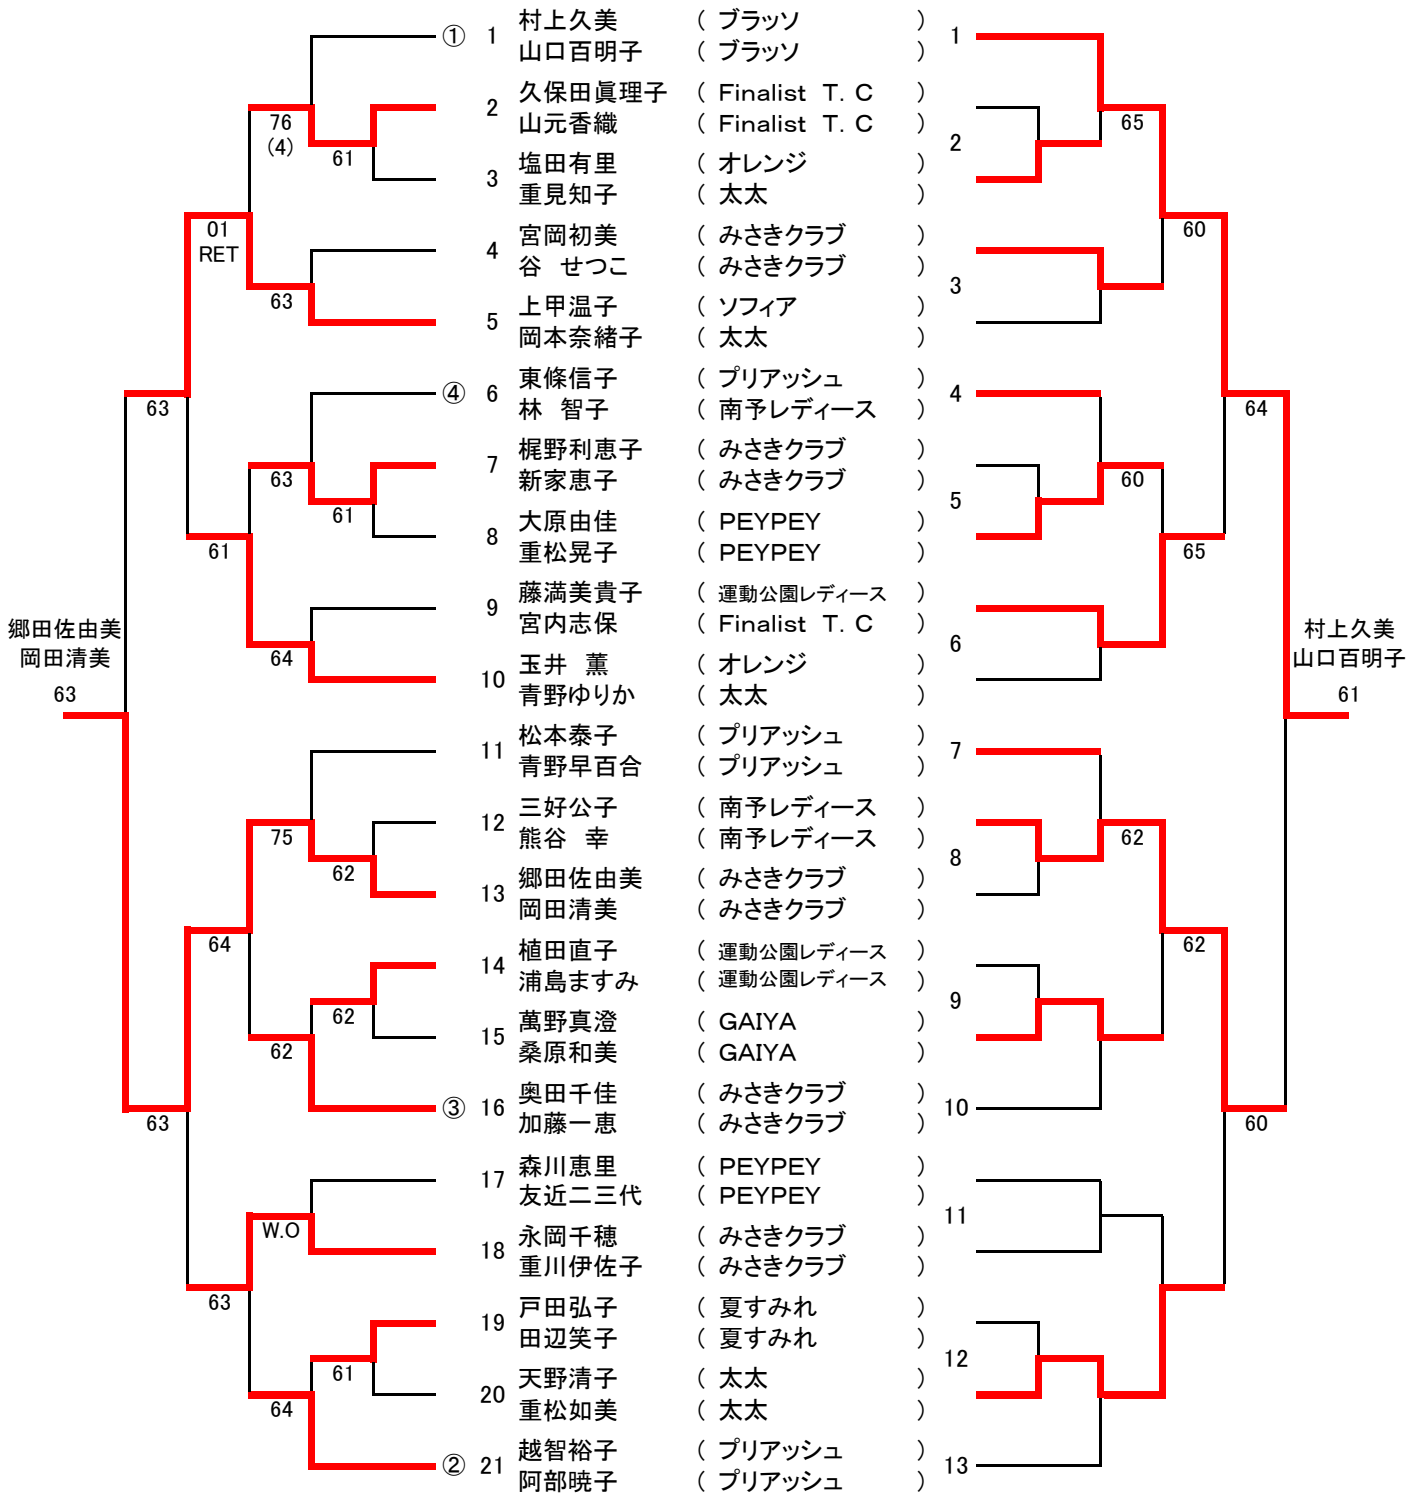 ① 1 村上久美 ( ブラッソ ) 1
山口百明子 ( ブラッソ )
2 久保田眞理子 ( Finalist T.C )
山元香織 ( Finalist T.C )
76
(4)
61
65
2
3 塩田有里 ( オレンジ )
重見知子 ( 太太 )
01
RET
60
4 宮岡初美 ( みさきクラブ )
谷 せつこ ( みさきクラブ )
63
3
5 上甲温子 ( ソフィア )
岡本奈緒子 ( 太太 )
④ 6 東條信子 ( プリアッシュ ) 4
林 智子 ( 南予レディース )
63
64
7 梶野利恵子 ( みさきクラブ )
新家恵子 ( みさきクラブ )
63
61
60
5
8 大原由佳 ( PEYPEY )
重松晃子 ( PEYPEY )
61
65
9 藤満美貴子 ( 運動公園レディース )
宮内志保 ( Finalist T.C )
郷田佐由美
岡田清美
63
64
6
村上久美
山口百明子
61
10 玉井 薫 ( オレンジ )
青野ゆりか ( 太太 )
11 松本泰子 ( プリアッシュ ) 7
青野早百合 ( プリアッシュ )
12 三好公子 ( 南予レディース )
熊谷 幸 ( 南予レディース )
75
62
62
8
13 郷田佐由美 ( みさきクラブ )
岡田清美 ( みさきクラブ )
64
62
14 植田直子 ( 運動公園レディース )
浦島ますみ ( 運動公園レディース )
62
9
15 萬野真澄 ( GAIYA )
桑原和美 ( GAIYA )
62
③ 16 奥田千佳 ( みさきクラブ ) 10
加藤一恵 ( みさきクラブ )
63
60
17 森川恵里 ( PEYPEY )
友近二三代 ( PEYPEY )
W.O
11
18 永岡千穂 ( みさきクラブ )
重川伊佐子 ( みさきクラブ )
63
19 戸田弘子 ( 夏すみれ )
田辺笑子 ( 夏すみれ )
61
12
20 天野清子 ( 太太 )
重松如美 ( 太太 )
64
② 21 越智裕子 ( プリアッシュ ) 13
阿部暁子 ( プリアッシュ )